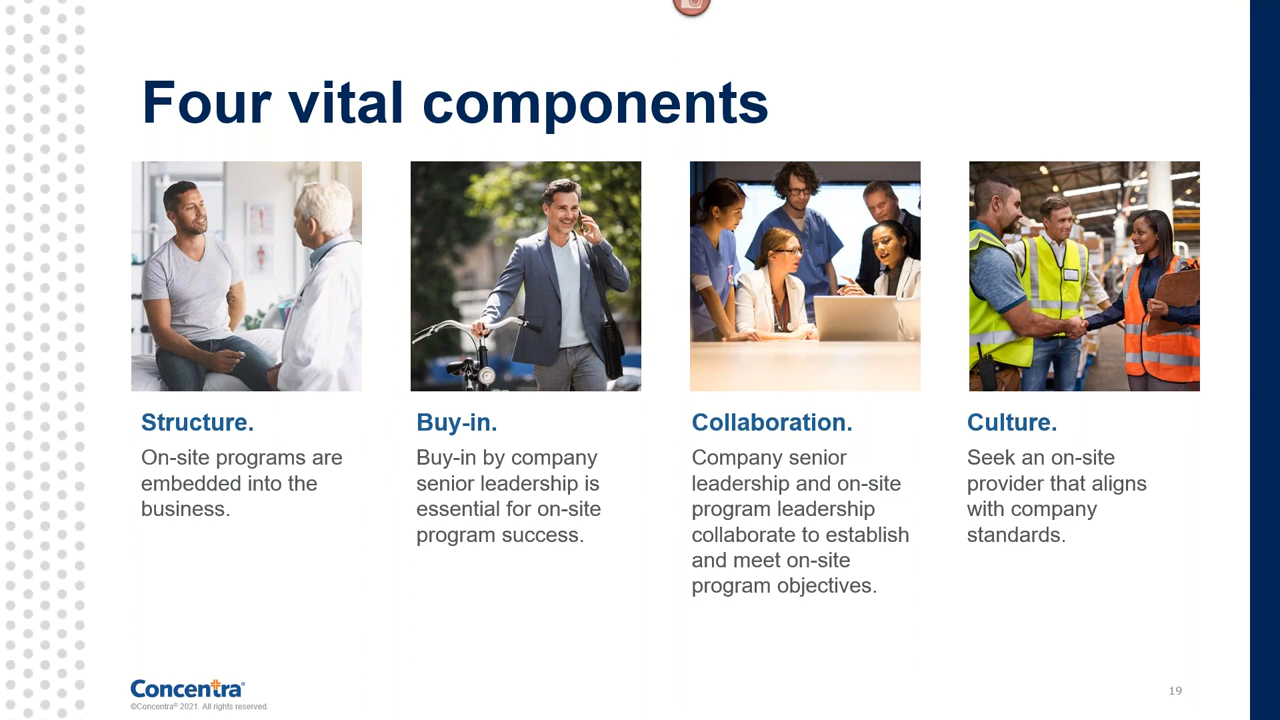 Four vital components
Structure.
On-site programs are
embedded into the
business.
Buy-in.
Buy-in by company
senior leadership is
essential for on-site
program success.
Collaboration.
Company senior
leadership and on-site
program leadership
collaborate to establish
and meet on-site
program objectives.
Culture.
Seek an on-site
provider that aligns
with company
standards.
Concentra®
©Concentra® 2021. All rights reserved.
19